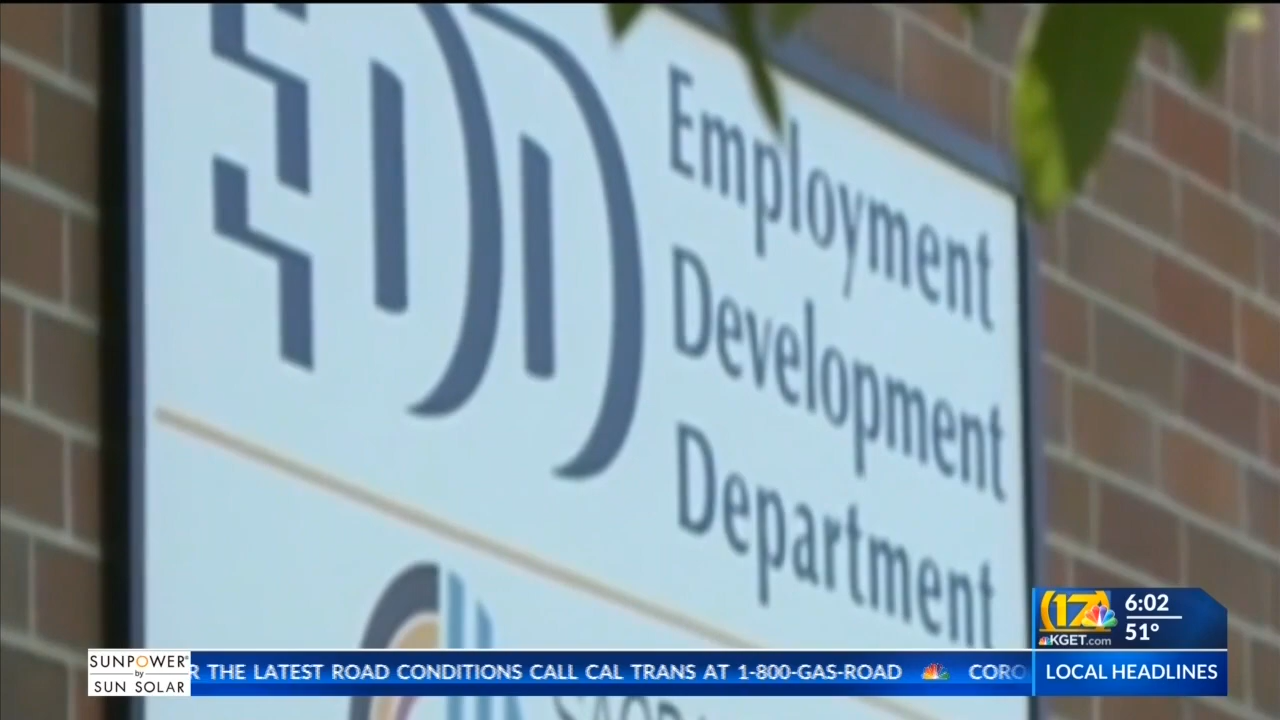 EDD
Employment
Development
Department
17
KGET.com
6:02
51°
SUNPOWER®
by
SUN SOLAR
THE LATEST ROAD CONDITIONS CALL CAL TRANS AT 1-800-GAS-ROAD
LOCAL HEADLINES